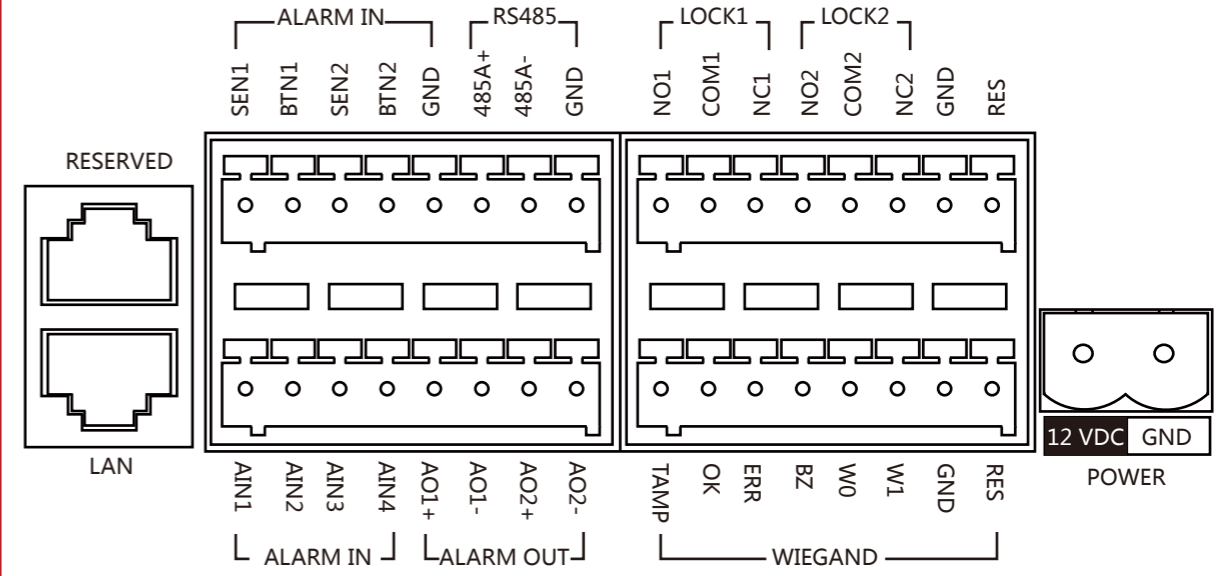 ALARM IN RS485 LOCK1 LOCK2
SEN1 BTN1 SEN2 BTN2 GND 485A+ 485A- GND NO1 COM1 NC1 NO2 COM2 NC2 GND RES
RESERVED
LAN
12 VDC GND
POWER
AIN1 AIN2 AIN3 AIN4 AO1+ AO1- AO2+ AO2- TAMP OK ERR BZ W0 W1 GND RES
ALARM IN ALARM OUT WIEGAND